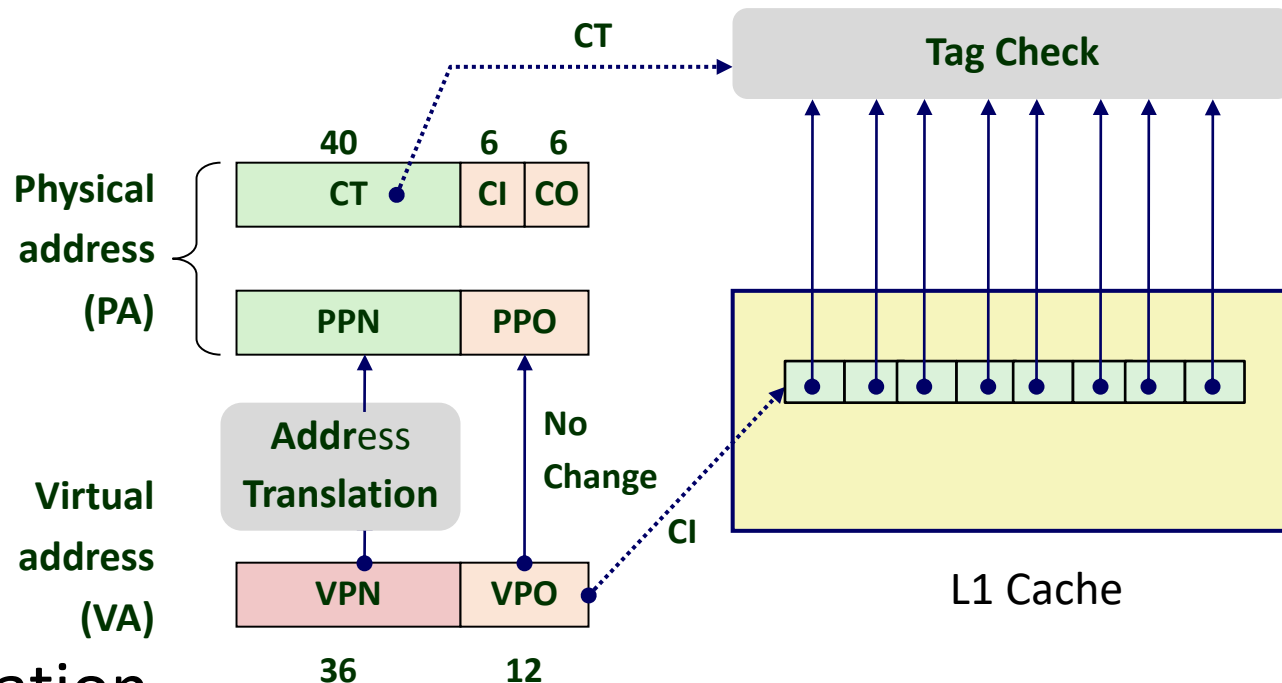 CT
Tag Check
40 6 6
CT CI CO
Physical
address
(PA)
PPN PPO
Address
Translation
No
Change
Virtual
address
(VA)
CI
VPN VPO
L1 Cache
36 12